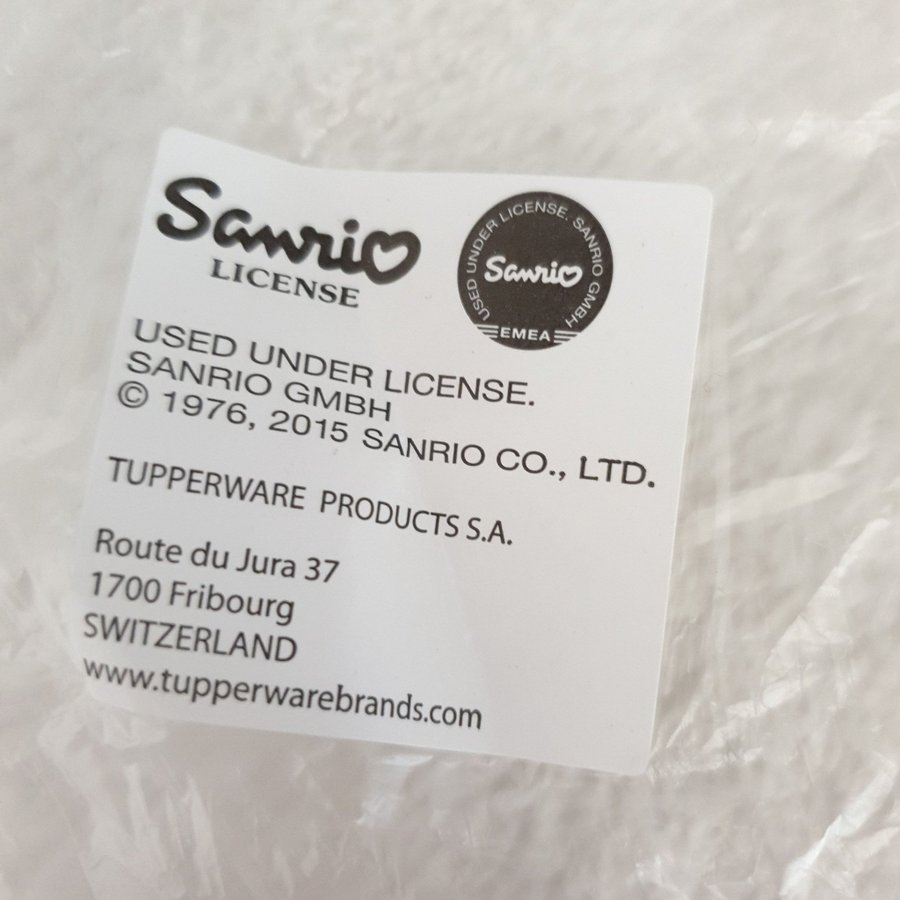 Sanrio
LICENSE
USED UNDER LICENSE. SANRIO GMBH
Sanrio
EMEA
USED UNDER LICENSE.
SANRIO GMBH
© 1976, 2015 SANRIO CO., LTD.
TUPPERWARE PRODUCTS S.A.
Route du Jura 37
1700 Fribourg
SWITZERLAND
www.tupperwarebrands.com